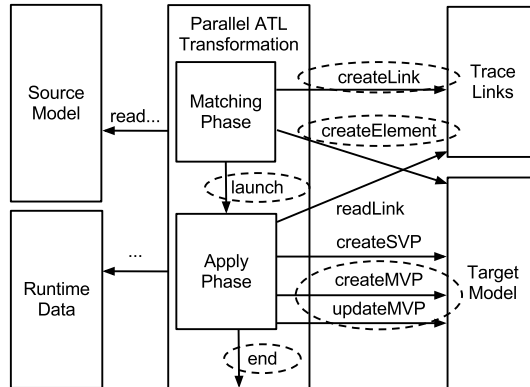 Parallel ATL
Transformation
Source
Model
Matching
Phase
Trace
Links
createLink
read...
createElement
launch
readLink
...
createSVP
Runtime
Data
Apply
Phase
createMVP
updateMVP
Target
Model
end